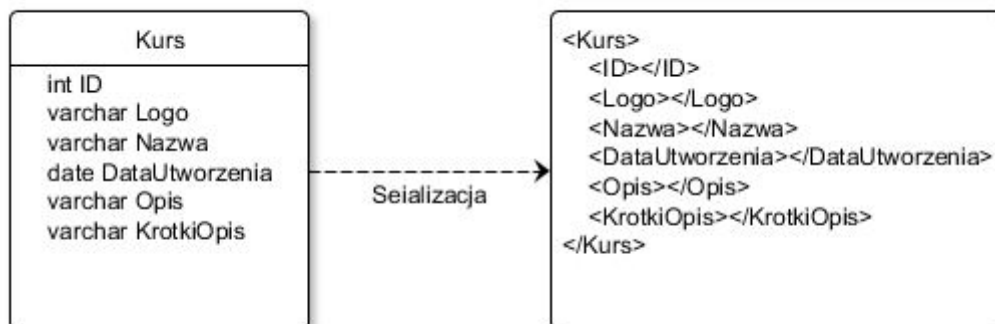 Kurs
int ID
varchar Logo
varchar Nazwa
date DataUtworzenia
varchar Opis
varchar KrotkiOpis
Seializacja
<Kurs>
<ID></ID>
<Logo></Logo>
<Nazwa></Nazwa>
<DataUtworzenia></DataUtworzenia>
<Opis></Opis>
<KrotkiOpis></KrotkiOpis>
</Kurs>